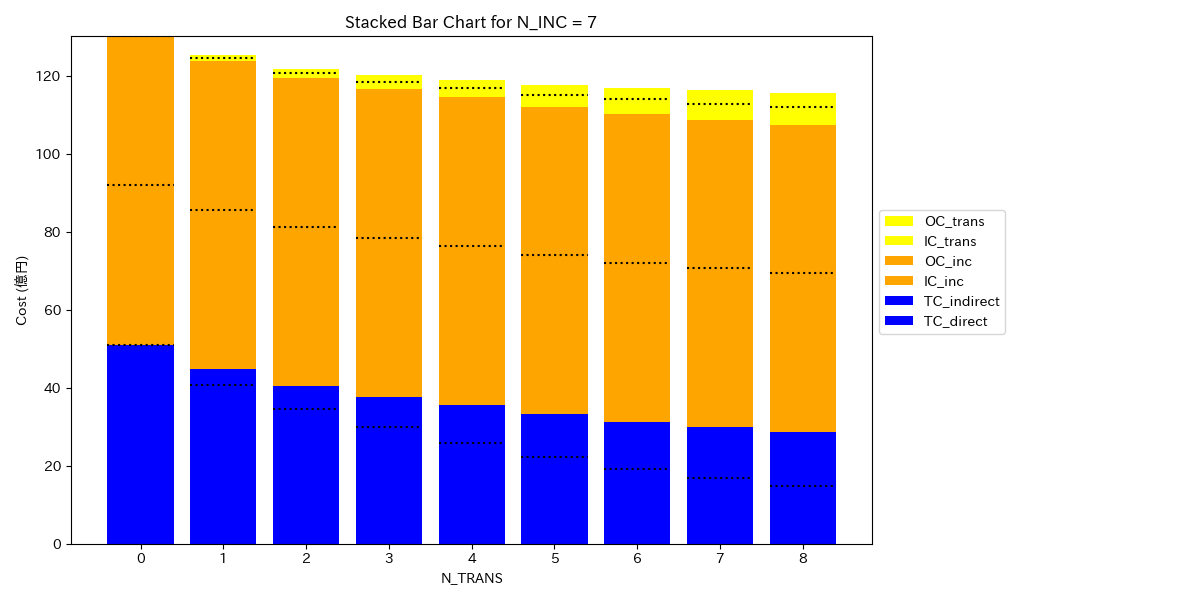 Stacked Bar Chart for N_INC = 7
Cost (億円)
120
100
80
60
40
20
0
0 1 2 3 4 5 6 7 8
N_TRANS
OC_trans
IC_trans
OC_inc
IC_inc
TC_indirect
TC_direct